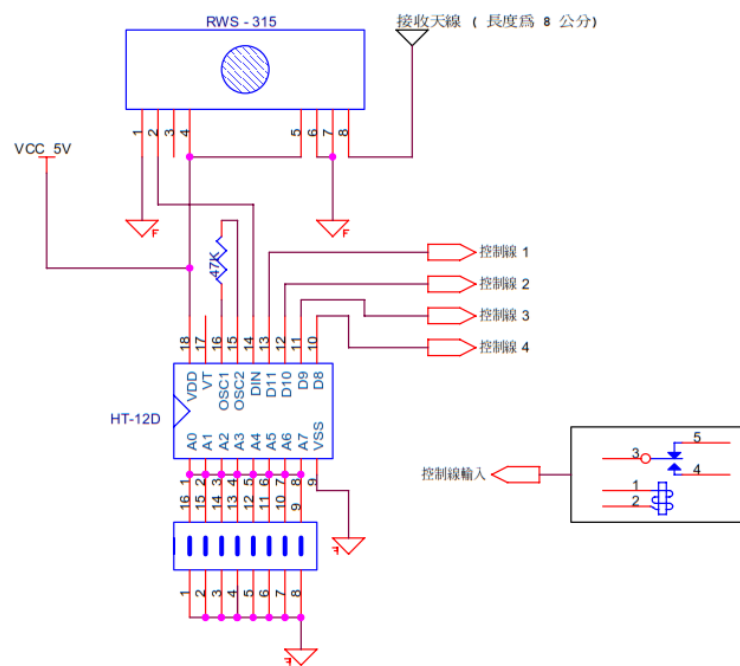 RWS - 315
接收天線 ( 長度爲 8 公分)
1 2 3 4 5 6 7 8
VCC 5V
F F
47K
控制線 1
控制線 2
控制線 3
控制線 4
18 17 16 15 14 13 12 11 10
VDD VT OSC1 OSC2 DIN D11 D10 D9 D8
HT-12D
A0 A1 A2 A3 A4 A5 A6 A7 VSS
1 2 3 4 5 6 7 8 9
16 15 14 13 12 11 10 9
F
1 2 3 4 5 6 7 8
F
控制線輸入
3 5
4
1
2